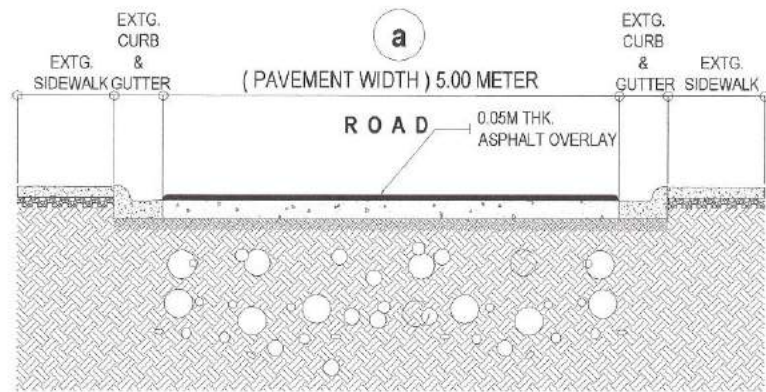 EXTG.
CURB
&
GUTTER
EXTG.
SIDEWALK
a
( PAVEMENT WIDTH ) 5.00 METER
EXTG.
CURB
&
GUTTER
EXTG.
SIDEWALK
ROAD
0.05M THK.
ASPHALT OVERLAY